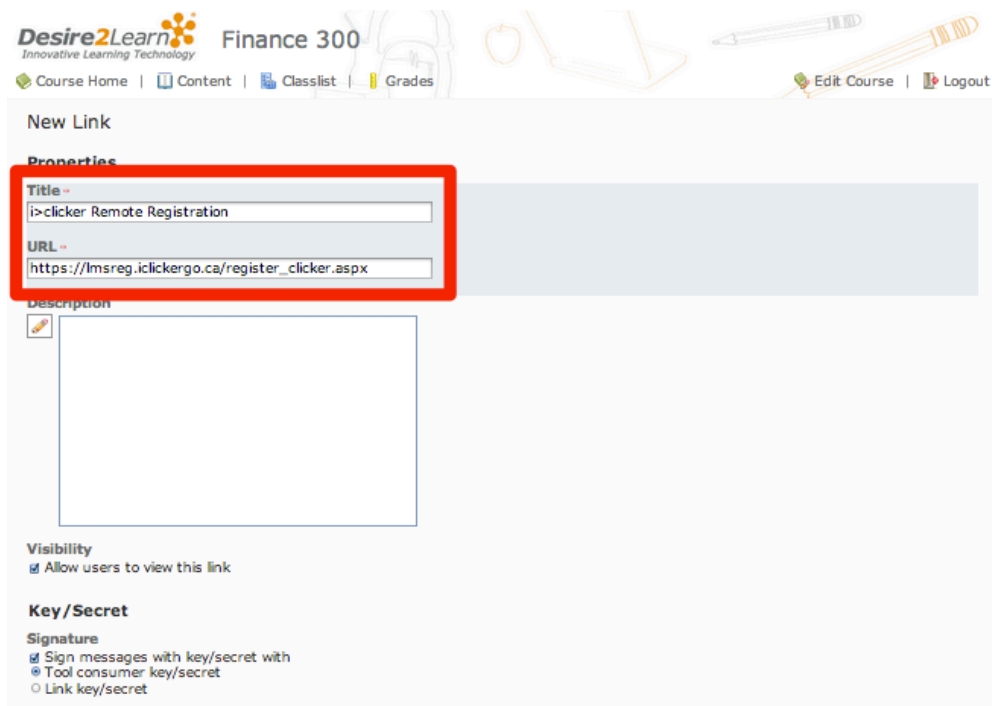 Desire2Learn
Innovative Learning Technology
Finance 300
Course Home | Content | Classlist | Grades
Edit Course | Logout
New Link
Properties
Title
i>clicker Remote Registration
URL
https://lmsreg.iclickergo.ca/register_clicker.aspx
Description
Visibility
Allow users to view this link
Key/Secret
Signature
Sign messages with key/secret with
Tool consumer key/secret
Link key/secret